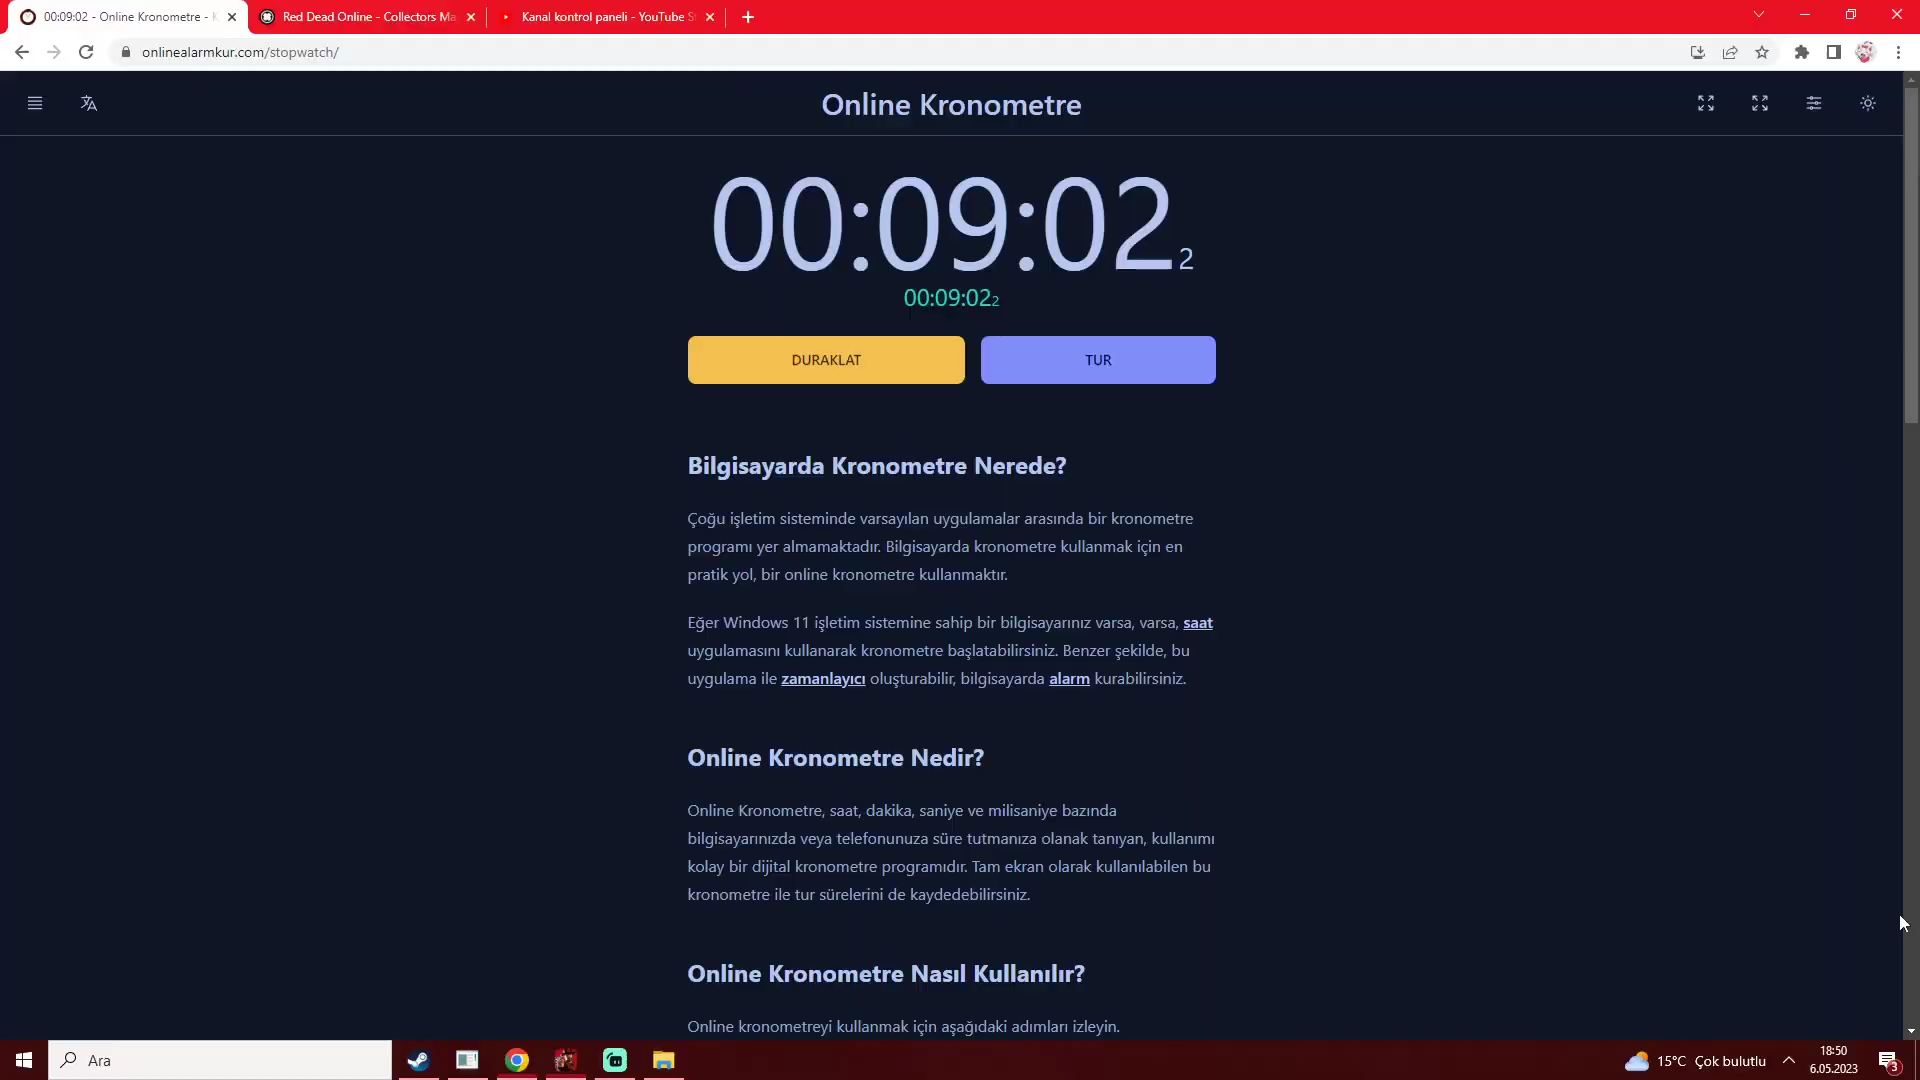 00:09:02 - Online Kronometre -
Red Dead Online - Collectors Ma
Kanal kontrol paneli - YouTube S
onlinealarmkur.com/stopwatch/
Online Kronometre
00:09:02 2
00:09:02 2
DURAKLAT
TUR
Bilgisayarda Kronometre Nerede?
Çoğu işletim sisteminde varsayılan uygulamalar arasında bir kronometre
programı yer almamaktadır. Bilgisayarda kronometre kullanmak için en
pratik yol, bir online kronometre kullanmaktır.
Eğer Windows 11 işletim sistemine sahip bir bilgisayarınız varsa, varsa, saat
uygulamasını kullanarak kronometre başlatabilirsiniz. Benzer şekilde, bu
uygulama ile zamanlayıcı oluşturabilir, bilgisayarda alarm kurabilirsiniz.
Online Kronometre Nedir?
Online Kronometre, saat, dakika, saniye ve milisaniye bazında
bilgisayarınızda veya telefonunuza süre tutmanıza olanak tanıyan, kullanımı
kolay bir dijital kronometre programıdır. Tam ekran olarak kullanılabilen bu
kronometre ile tur sürelerini de kaydedebilirsiniz.
Online Kronometre Nasıl Kullanılır?
Online kronometreyi kullanmak için aşağıdaki adımları izleyin.
Ara
15°C Çok bulutlu
18:50
6.05.2023
3